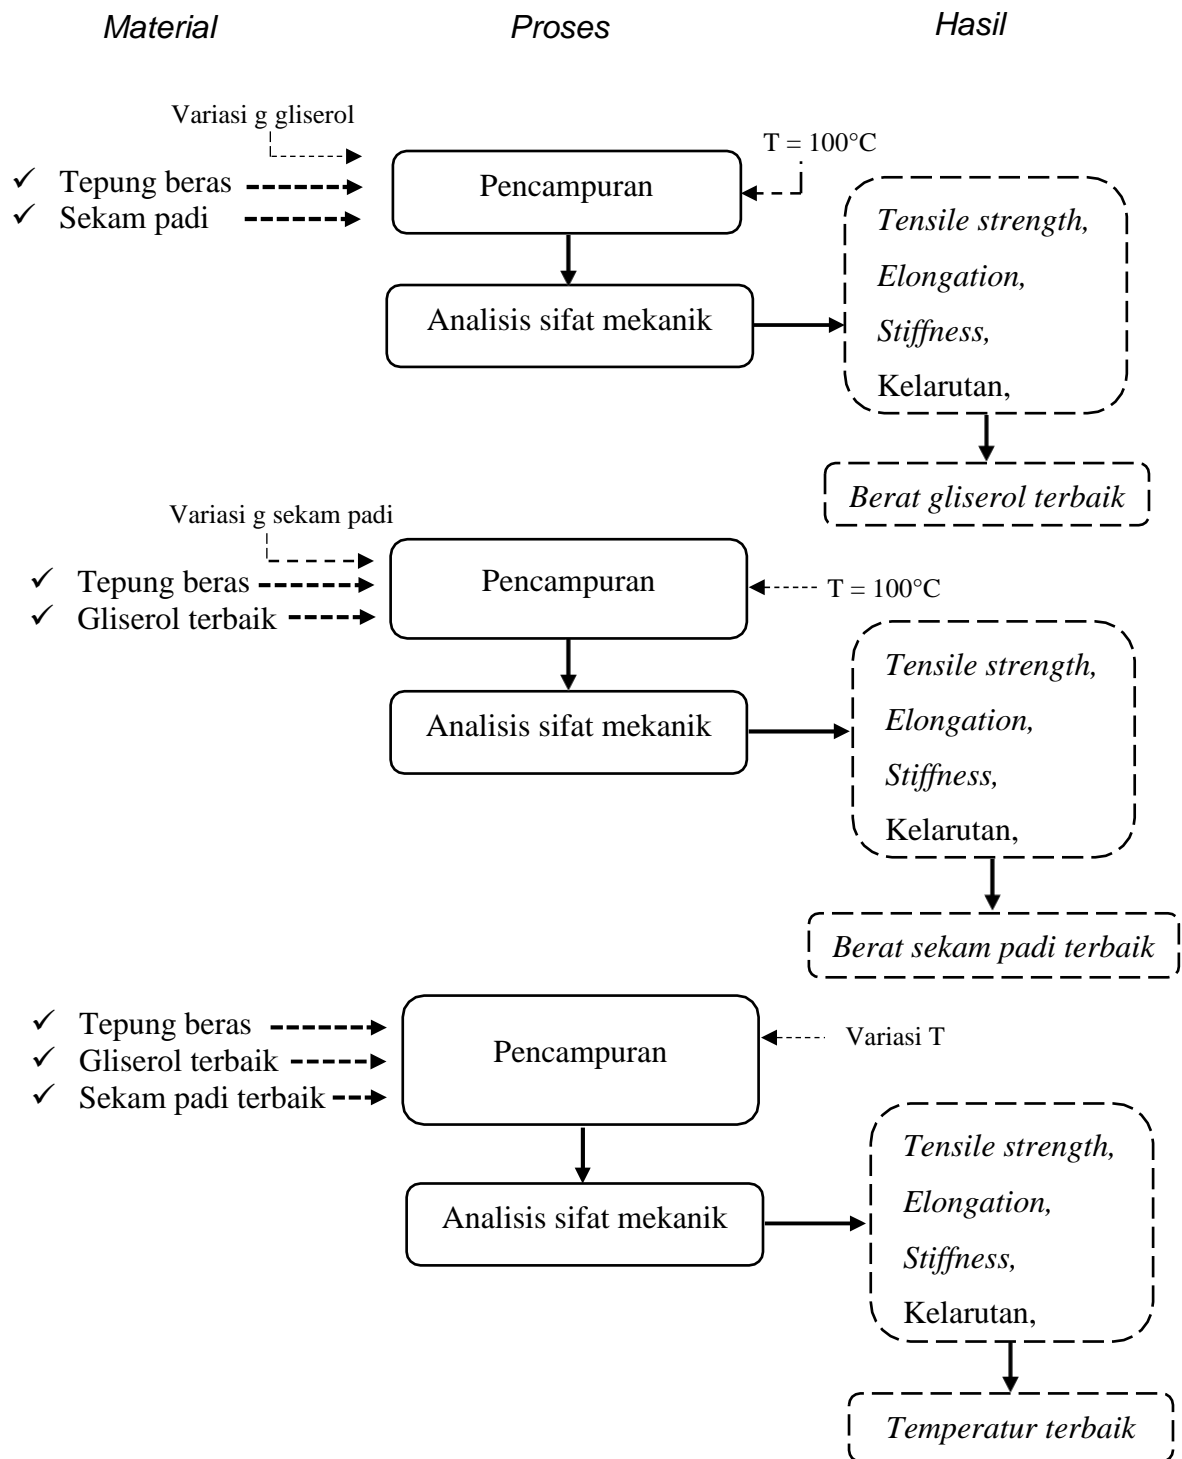 Material
Proses
Hasil
Variasi g gliserol
T = 100°C
✓ Tepung beras
✓ Sekam padi
Pencampuran
Analisis sifat mekanik
Tensile strength,
Elongation,
Stiffness,
Kelarutan,
Berat gliserol terbaik
Variasi g sekam padi
✓ Tepung beras
✓ Gliserol terbaik
Pencampuran
T = 100°C
Analisis sifat mekanik
Tensile strength,
Elongation,
Stiffness,
Kelarutan,
Berat sekam padi terbaik
✓ Tepung beras
✓ Gliserol terbaik
✓ Sekam padi terbaik
Pencampuran
Variasi T
Analisis sifat mekanik
Tensile strength,
Elongation,
Stiffness,
Kelarutan,
Temperatur terbaik